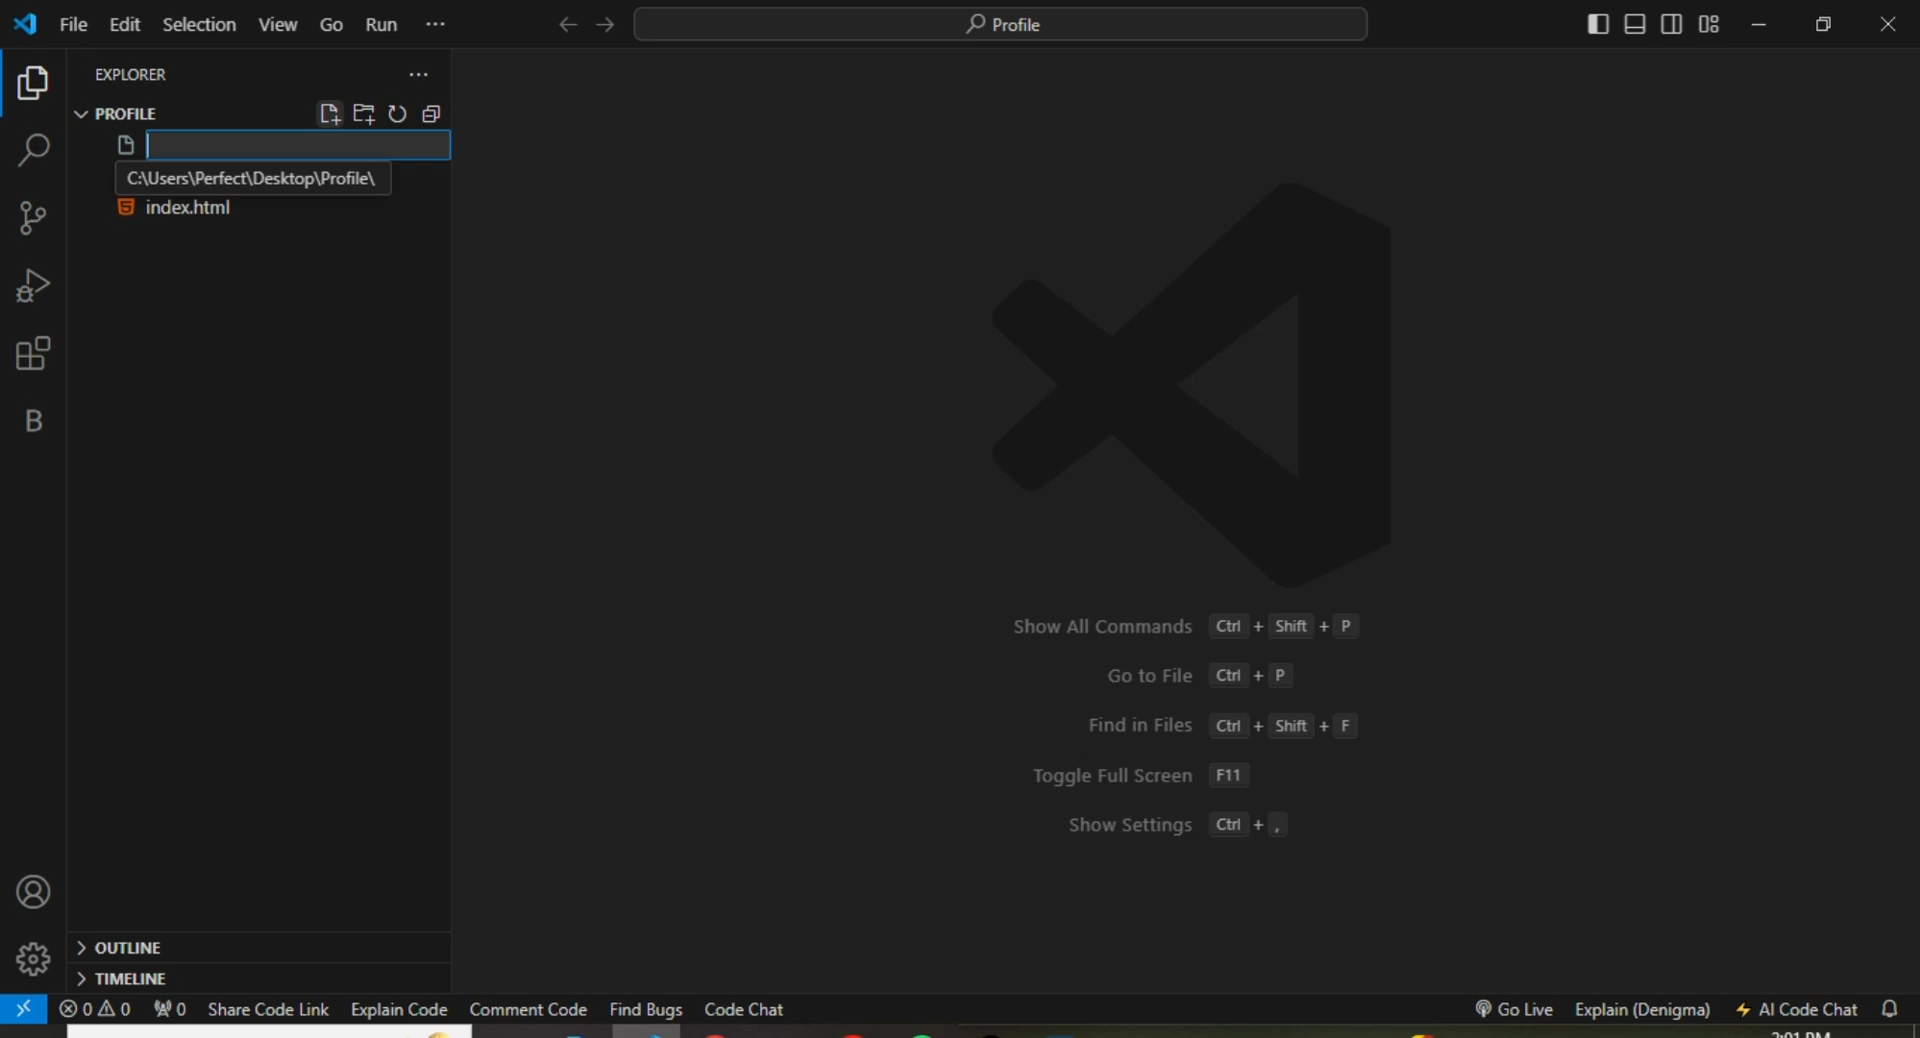 File Edit Selection View Go Run ...
Profile
EXPLORER
PROFILE
C:\Users\Perfect\Desktop\Profile\
index.html
B
Show All Commands Ctrl + Shift + P
Go to File Ctrl + P
Find in Files Ctrl + Shift + F
Toggle Full Screen F11
Show Settings Ctrl + ,
OUTLINE
TIMELINE
0 0 0 Share Code Link Explain Code Comment Code Find Bugs Code Chat Go Live Explain (Denigma) AI Code Chat
2:01 PM